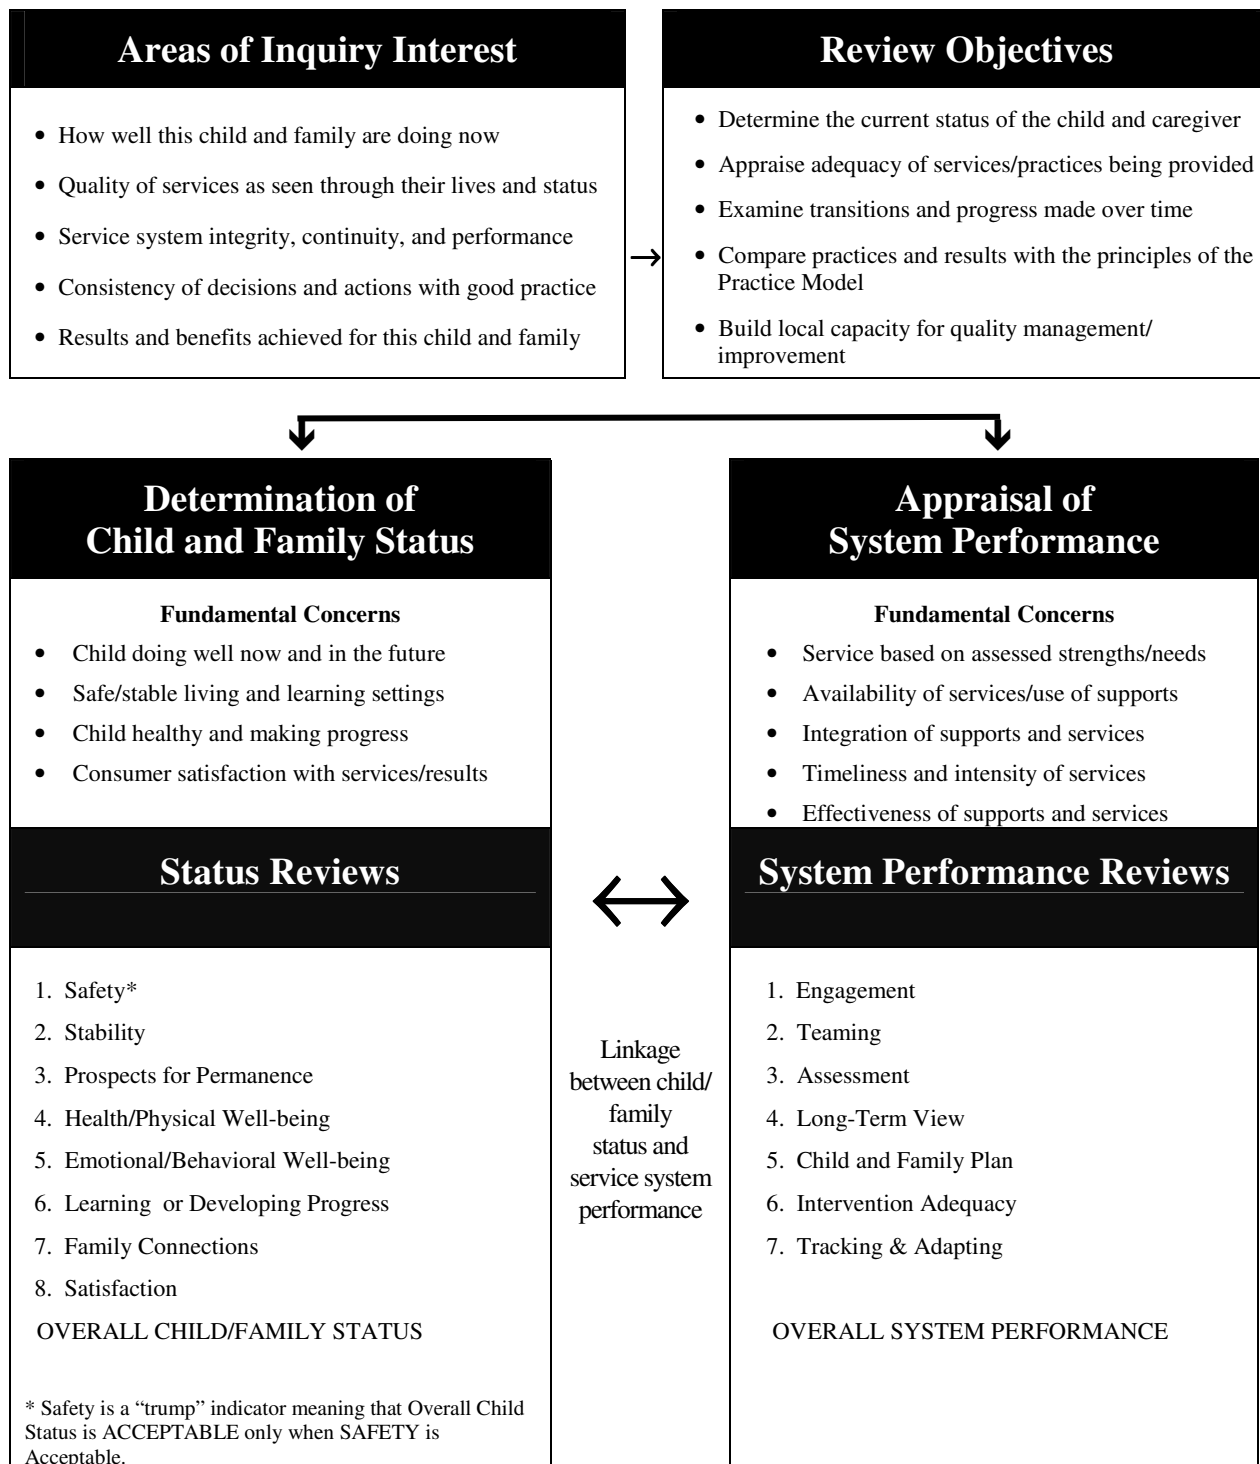 Areas of Inquiry Interest
• How well this child and family are doing now
• Quality of services as seen through their lives and status
• Service system integrity, continuity, and performance
• Consistency of decisions and actions with good practice
• Results and benefits achieved for this child and family
Review Objectives
• Determine the current status of the child and caregiver
• Appraise adequacy of services/practices being provided
• Examine transitions and progress made over time
• Compare practices and results with the principles of the
Practice Model
• Build local capacity for quality management/
improvement
Determination of
Child and Family Status
Fundamental Concerns
• Child doing well now and in the future
• Safe/stable living and learning settings
• Child healthy and making progress
• Consumer satisfaction with services/results
Status Reviews
1. Safety*
2. Stability
3. Prospects for Permanence
4. Health/Physical Well-being
5. Emotional/Behavioral Well-being
6. Learning or Developing Progress
7. Family Connections
8. Satisfaction
OVERALL CHILD/FAMILY STATUS
* Safety is a “trump” indicator meaning that Overall Child
Status is ACCEPTABLE only when SAFETY is
Acceptable.
Linkage
between child/
family
status and
service system
performance
Appraisal of
System Performance
Fundamental Concerns
• Service based on assessed strengths/needs
• Availability of services/use of supports
• Integration of supports and services
• Timeliness and intensity of services
• Effectiveness of supports and services
System Performance Reviews
1. Engagement
2. Teaming
3. Assessment
4. Long-Term View
5. Child and Family Plan
6. Intervention Adequacy
7. Tracking & Adapting
OVERALL SYSTEM PERFORMANCE